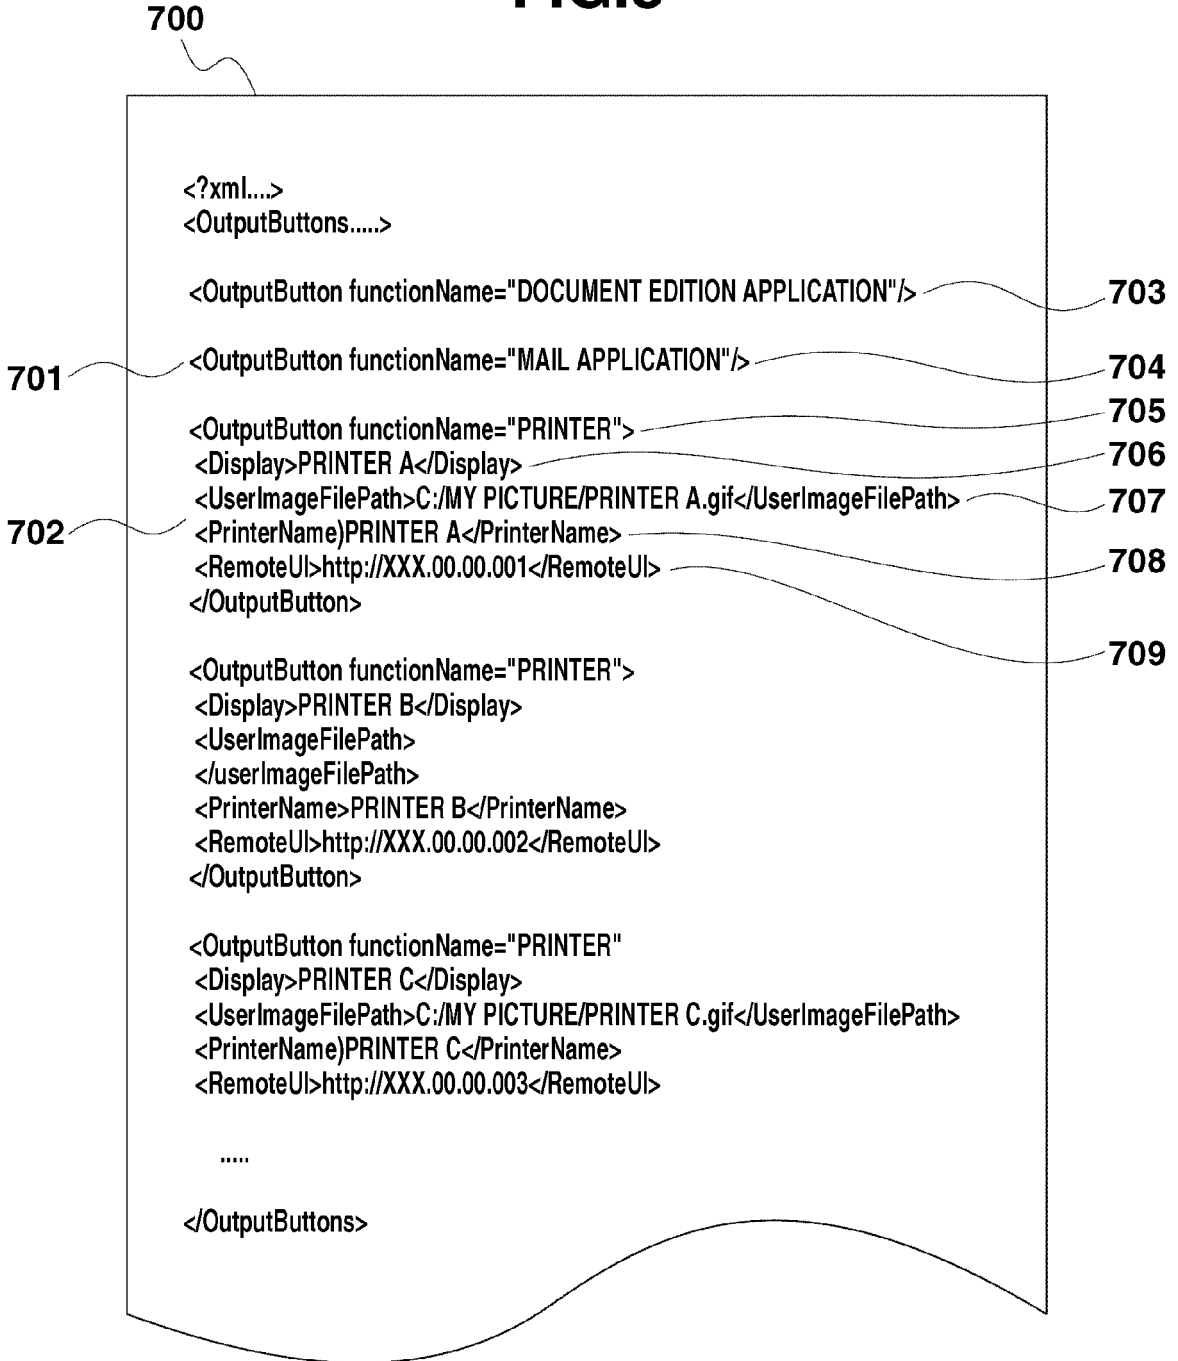 700
<?xml....>
<OutputButtons.....>
<OutputButton functionName="DOCUMENT EDITION APPLICATION"/> 703
701 <OutputButton functionName="MAIL APPLICATION"/> 704
<OutputButton functionName="PRINTER"> 705
<Display>PRINTER A</Display> 706
<UserImageFilePath>C:/MY PICTURE/PRINTER A.gif</UserImageFilePath> 707
702 <PrinterName)PRINTER A</PrinterName> 708
<RemoteUI>http://XXX.00.00.001</RemoteUI> 709
</OutputButton>
<OutputButton functionName="PRINTER">
<Display>PRINTER B</Display>
<UserImageFilePath>
</userImageFilePath>
<PrinterName>PRINTER B</PrinterName>
<RemoteUI>http://XXX.00.00.002</RemoteUI>
</OutputButton>
<OutputButton functionName="PRINTER"
<Display>PRINTER C</Display>
<UserImageFilePath>C:/MY PICTURE/PRINTER C.gif</UserImageFilePath>
<PrinterName)PRINTER C</PrinterName>
<RemoteUI>http://XXX.00.00.003</RemoteUI>
.....
</OutputButtons>